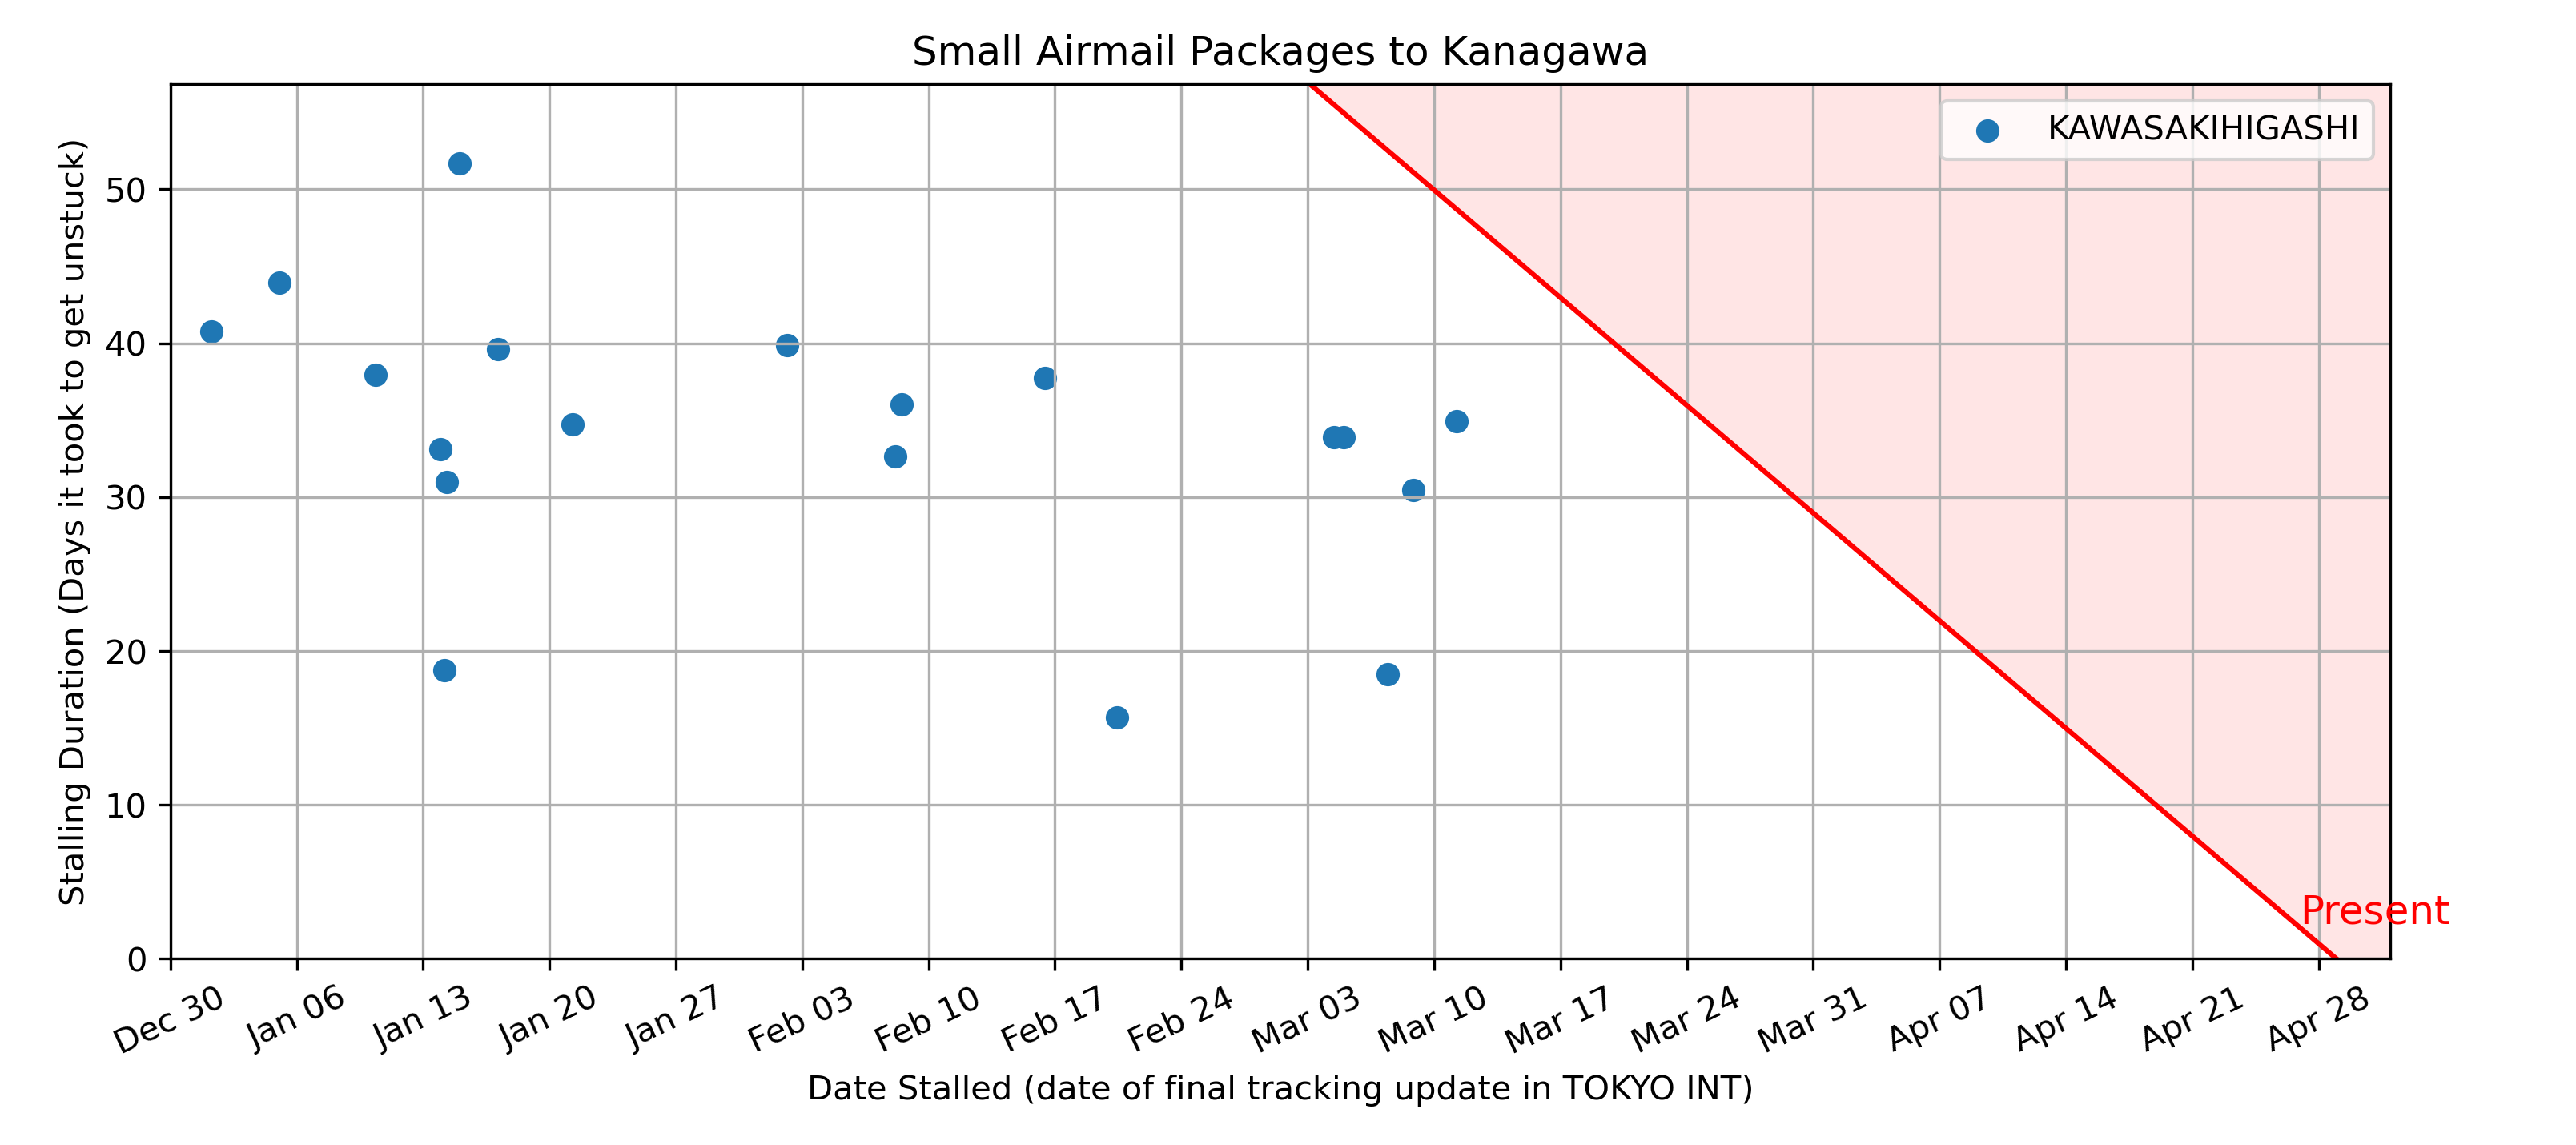 Small Airmail Packages to Kanagawa
KAWASAKIHIGASHI
Stalling Duration (Days it took to get unstuck)
50
40
30
20
10
0
Present
Dec 30
Jan 06
Jan 13
Jan 20
Jan 27
Feb 03
Feb 10
Feb 17
Feb 24
Mar 03
Mar 10
Mar 17
Mar 24
Mar 31
Apr 07
Apr 14
Apr 21
Apr 28
Date Stalled (date of final tracking update in TOKYO INT)